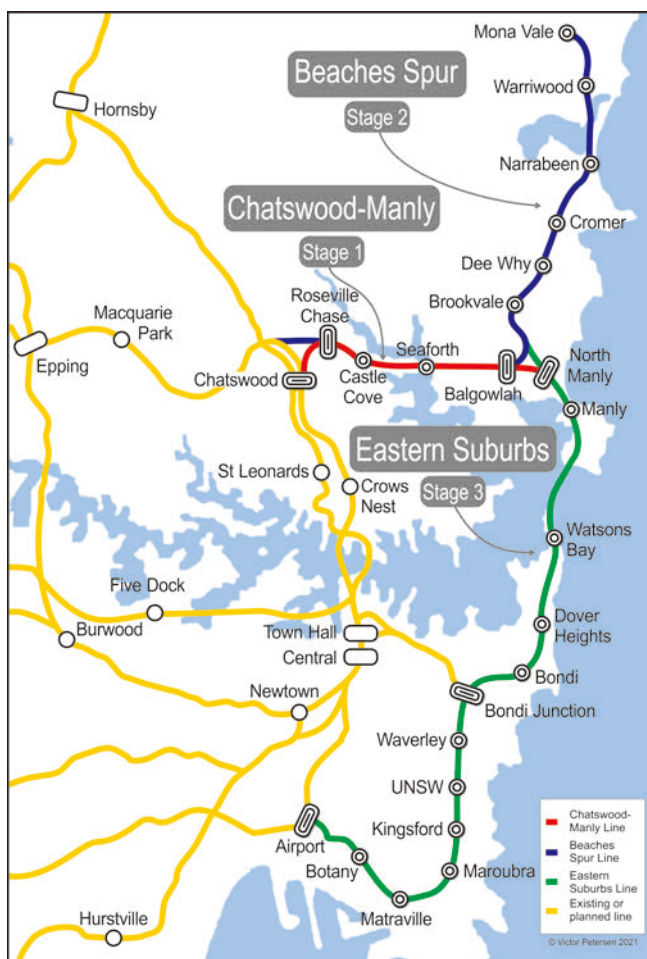 Mona Vale
Beaches Spur
Warriwood
Hornsby
Stage 2
Narrabeen
Chatswood-Manly
Cromer
Stage 1
Dee Why
Roseville
Chase
Brookvale
Macquarie
Park
Epping
Seaforth
North
Manly
Chatswood
Castle
Cove
Balgowlah
Manly
Eastern Suburbs
St Leonards
Crows
Nest
Stage 3
Watsons
Bay
Five Dock
Burwood
Town Hall
Dover
Heights
Central
Bondi
Newtown
Bondi Junction
Waverley
UNSW
Kingsford
Airport
Botany
Maroubra
Matraville
Hurstville
Chatswood-
Manly Line
Beaches
Spur Line
Eastern
Suburbs Line
Existing or
planned line
© Victor Petersen 2021